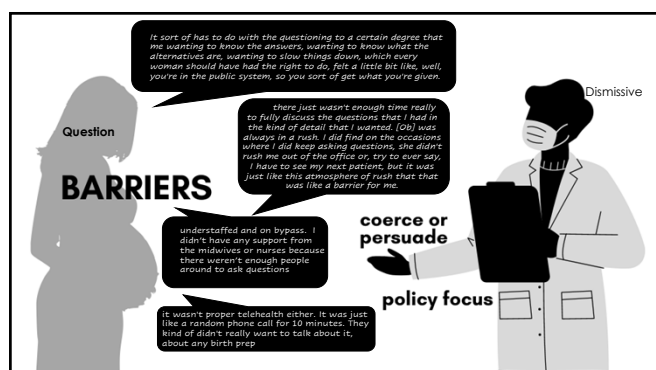 It sort of has to do with the questioning to a certain degree that
me wanting to know the answers, wanting to know what the
alternatives are, wanting to slow things down, which every
woman should have had the right to do, felt a little bit like, well,
you're in the public system, so you sort of get what you're given.
Dismissive
Question
there just wasn't enough time really
to fully discuss the questions that I had in
the kind of detail that I wanted. [Ob] was
always in a rush. I did find on the occasions
where I did keep asking questions, she didn't
rush me out of the office or, try to ever say,
I have to see my next patient, but it was
just like this atmosphere of rush that that
was like a barrier for me.
BARRIERS
coerce or
persuade
understaffed and on bypass. I
didn't have any support from
the midwives or nurses because
there weren't enough people
around to ask questions
policy focus
it wasn't proper telehealth either. It was just
like a random phone call for 10 minutes. They
kind of didn't really want to talk about it,
about any birth prep